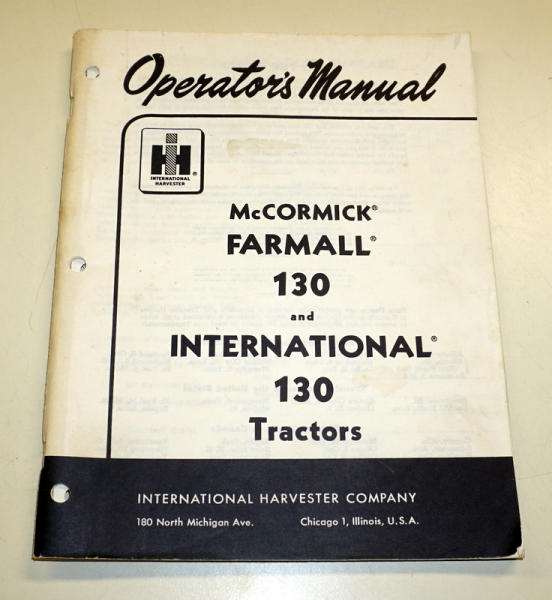 Operator's Manual
IH
INTERNATIONAL
HARVESTER ®
McCORMICK®
FARMALL®
130
and
INTERNATIONAL®
130
Tractors
INTERNATIONAL HARVESTER COMPANY
180 North Michigan Ave. Chicago 1, Illinois, U.S.A.